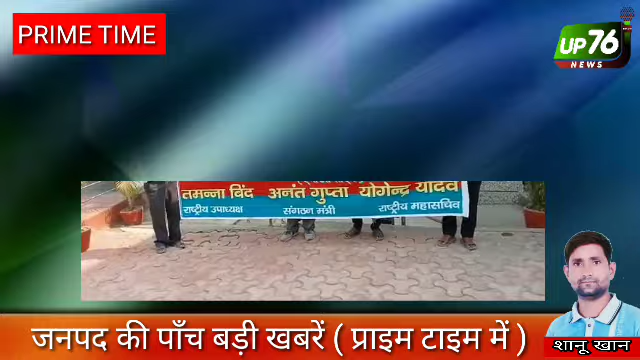 PRIME TIME
UP76
NEWS
तमन्ना बिंद अनंत गुप्ता योगेन्द्र यादव
राष्ट्रीय उपाध्यक्ष संगठन मंत्री राष्ट्रीय महासचिव
जनपद की पाँच बड़ी खबरें ( प्राइम टाइम में )
शानू खान